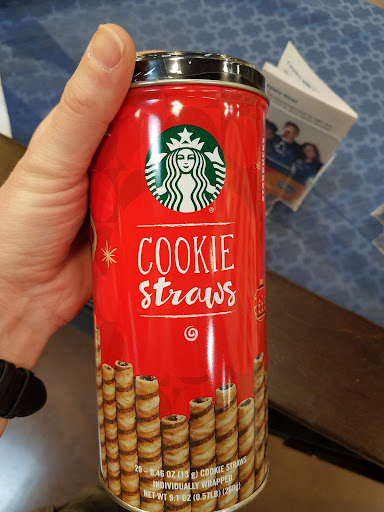 COOKIE
straws
20 - 0.46 OZ (13 g) COOKIE STRAWS
INDIVIDUALLY WRAPPED
NET WT 9.1 OZ (0.57LB) (260g)